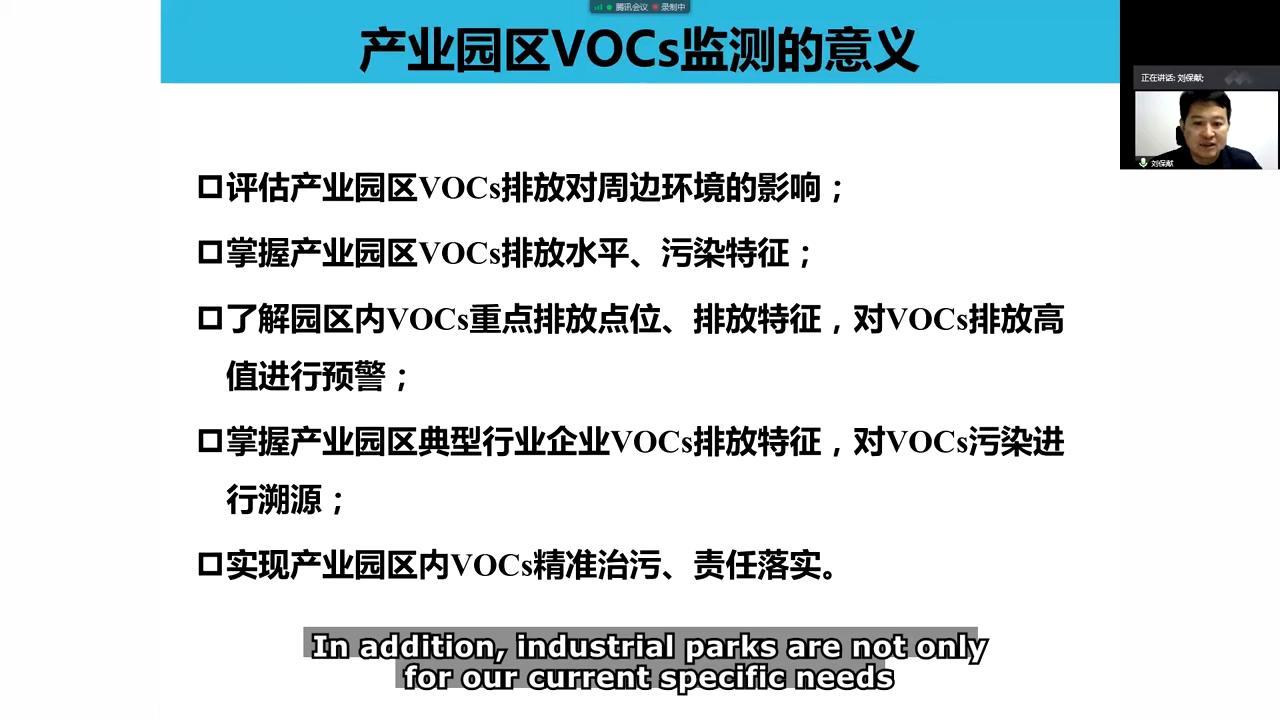 腾讯会议 录制中
产业园区VOCs监测的意义
正在讲话: 刘保献;
刘保献
评估产业园区VOCs排放对周边环境的影响；
掌握产业园区VOCs排放水平、污染特征；
了解园区内VOCs重点排放点位、排放特征，对VOCs排放高
值进行预警；
掌握产业园区典型行业企业VOCs排放特征，对VOCs污染进
行溯源；
实现产业园区内VOCs精准治污、责任落实。
In addition, industrial parks are not only
for our current specific needs